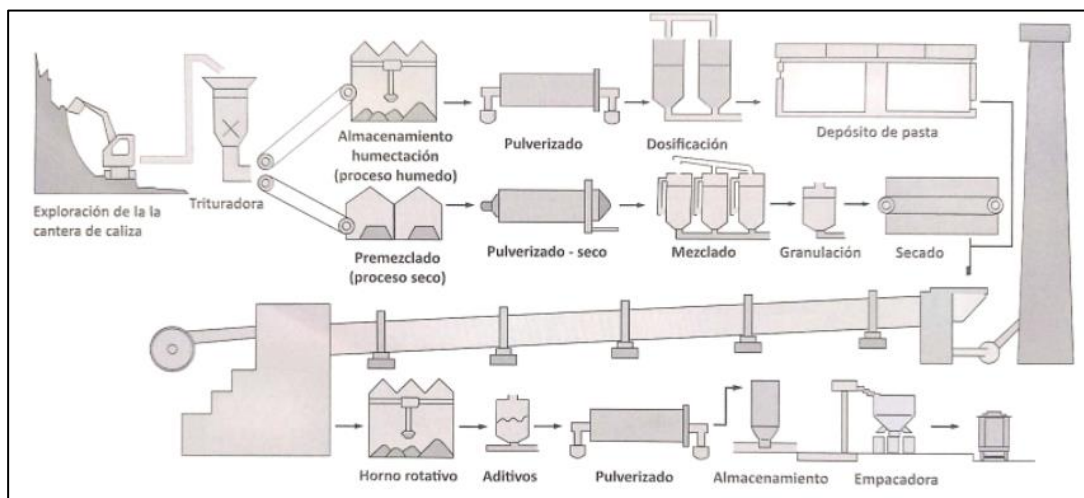 Exploración de la la
cantera de caliza
Trituradora
Almacenamiento
humectación
(proceso humedo)
Pulverizado
Dosificación
Depósito de pasta
Premezclado
(proceso seco)
Pulverizado - seco
Mezclado
Granulación
Secado
Horno rotativo
Aditivos
Pulverizado
Almacenamiento
Empacadora